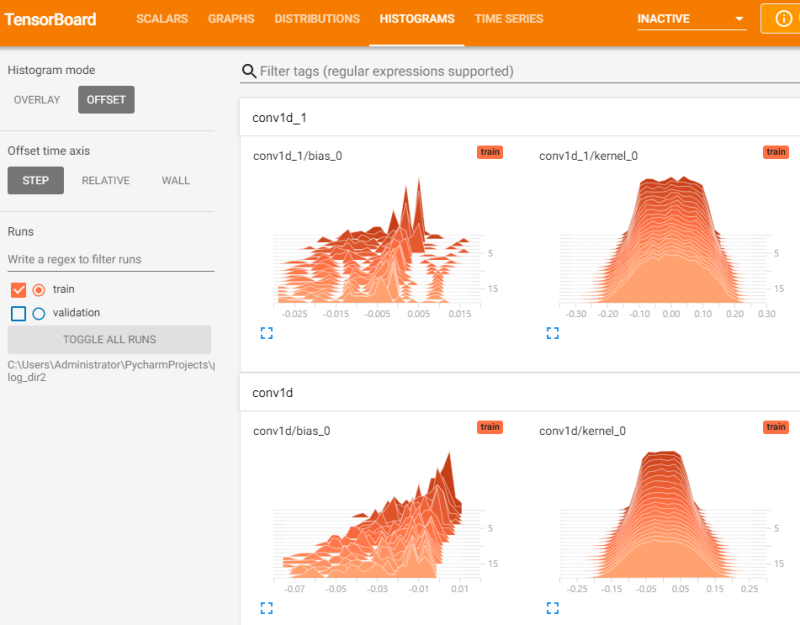 TensorBoard SCALARS GRAPHS DISTRIBUTIONS HISTOGRAMS TIME SERIES INACTIVE
Histogram mode
OVERLAY OFFSET
Offset time axis
STEP RELATIVE WALL
Runs
Write a regex to filter runs
train
validation
TOGGLE ALL RUNS
C:\Users\Administrator\PycharmProjects\
log_dir2
Filter tags (regular expressions supported)
conv1d_1
conv1d_1/bias_0 train
5
15
-0.025 -0.015 -0.005 0.005 0.015
conv1d_1/kernel_0 train
5
15
-0.30 -0.20 -0.10 0.00 0.10 0.20 0.30
conv1d
conv1d/bias_0 train
5
15
-0.07 -0.05 -0.03 -0.01 0.01
conv1d/kernel_0 train
5
15
-0.25 -0.15 -0.05 0.05 0.15 0.25